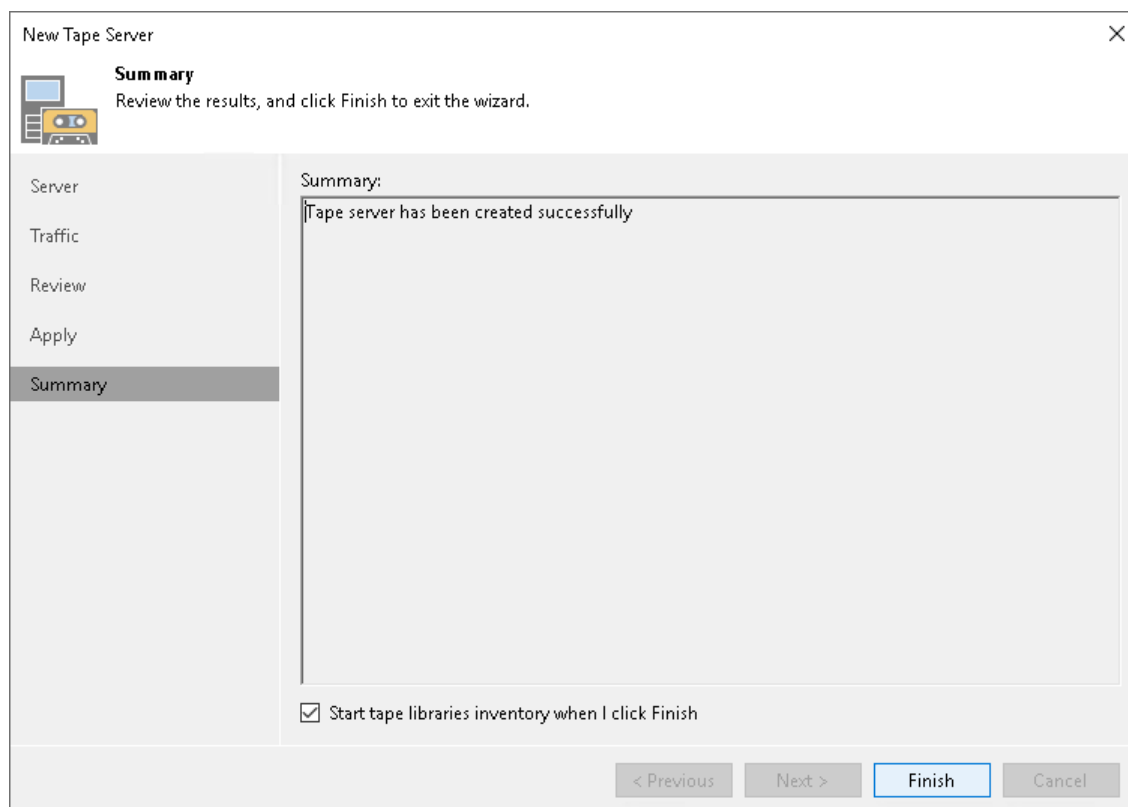 New Tape Server
Summary
Review the results, and click Finish to exit the wizard.
Server
Traffic
Review
Apply
Summary
Summary:
Tape server has been created successfully
Start tape libraries inventory when I click Finish
< Previous
Next >
Finish
Cancel